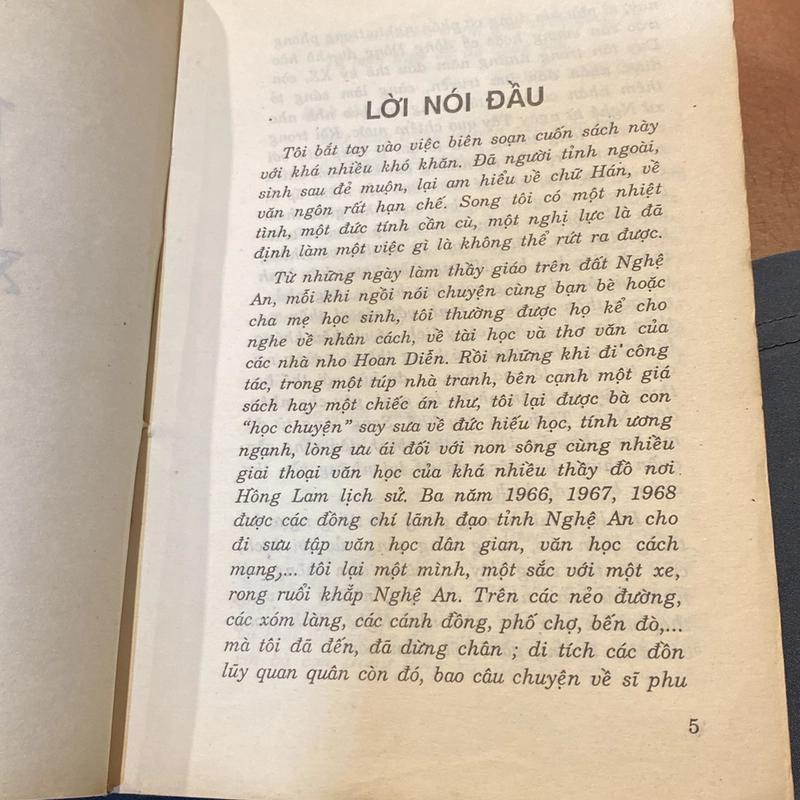 LỜI NÓI ĐẦU
Tôi bắt tay vào việc biên soạn cuốn sách này
với khá nhiều khó khăn. Đã người tỉnh ngoài,
sinh sau đẻ muộn, lại am hiểu về chữ Hán, về
văn ngôn rất hạn chế. Song tôi có một nhiệt
tình, một đức tính cần cù, một nghị lực là đã
định làm một việc gì là không thể rứt ra được.
Từ những ngày làm thầy giáo trên đất Nghệ
An, mỗi khi ngồi nói chuyện cùng bạn bè hoặc
cha mẹ học sinh, tôi thường được họ kể cho
nghe về nhân cách, về tài học và thơ văn của
các nhà nho Hoan Diễn. Rồi những khi đi công
tác, trong một túp nhà tranh, bên cạnh một giá
sách hay một chiếc án thư, tôi lại được bà con
“học chuyện” say sưa về đức hiếu học, tính ương
ngạnh, lòng ưu ái đối với non sông cùng nhiều
giai thoại văn học của khá nhiều thầy đồ nơi
Hồng Lam lịch sử. Ba năm 1966, 1967, 1968
được các đồng chí lãnh đạo tỉnh Nghệ An cho
đi sưu tập văn học dân gian, văn học cách
mạng,... tôi lại một mình, một sắc với một xe,
rong ruổi khắp Nghệ An. Trên các nẻo đường,
các xóm làng, các cánh đồng, phố chợ, bến đò,...
mà tôi đã đến, đã dừng chân ; di tích các đồn
lũy quan quân còn đó, bao câu chuyện về sĩ phu
5